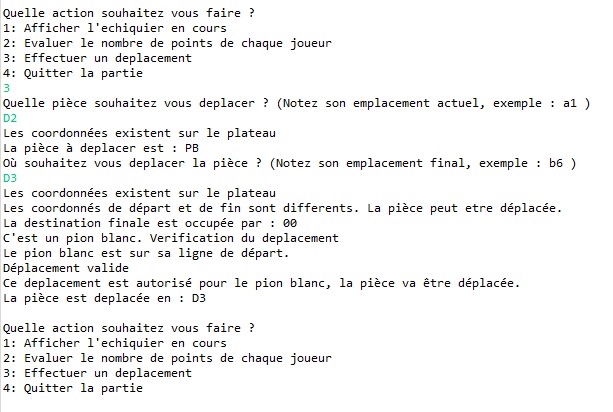 Quelle action souhaitez vous faire ?
1: Afficher l'echiquier en cours
2: Evaluer le nombre de points de chaque joueur
3: Effectuer un deplacement
4: Quitter la partie
3
Quelle pièce souhaitez vous deplacer ? (Notez son emplacement actuel, exemple : a1 )
D2
Les coordonnées existent sur le plateau
La pièce à deplacer est : PB
Où souhaitez vous deplacer la pièce ? (Notez son emplacement final, exemple : b6 )
D3
Les coordonnées existent sur le plateau
Les coordonnés de départ et de fin sont differents. La pièce peut etre déplacée.
La destination finale est occupée par : 00
C'est un pion blanc. Verification du deplacement
Le pion blanc est sur sa ligne de départ.
Déplacement valide
Ce deplacement est autorisé pour le pion blanc, la pièce va être déplacée.
La pièce est deplacée en : D3
Quelle action souhaitez vous faire ?
1: Afficher l'echiquier en cours
2: Evaluer le nombre de points de chaque joueur
3: Effectuer un deplacement
4: Quitter la partie